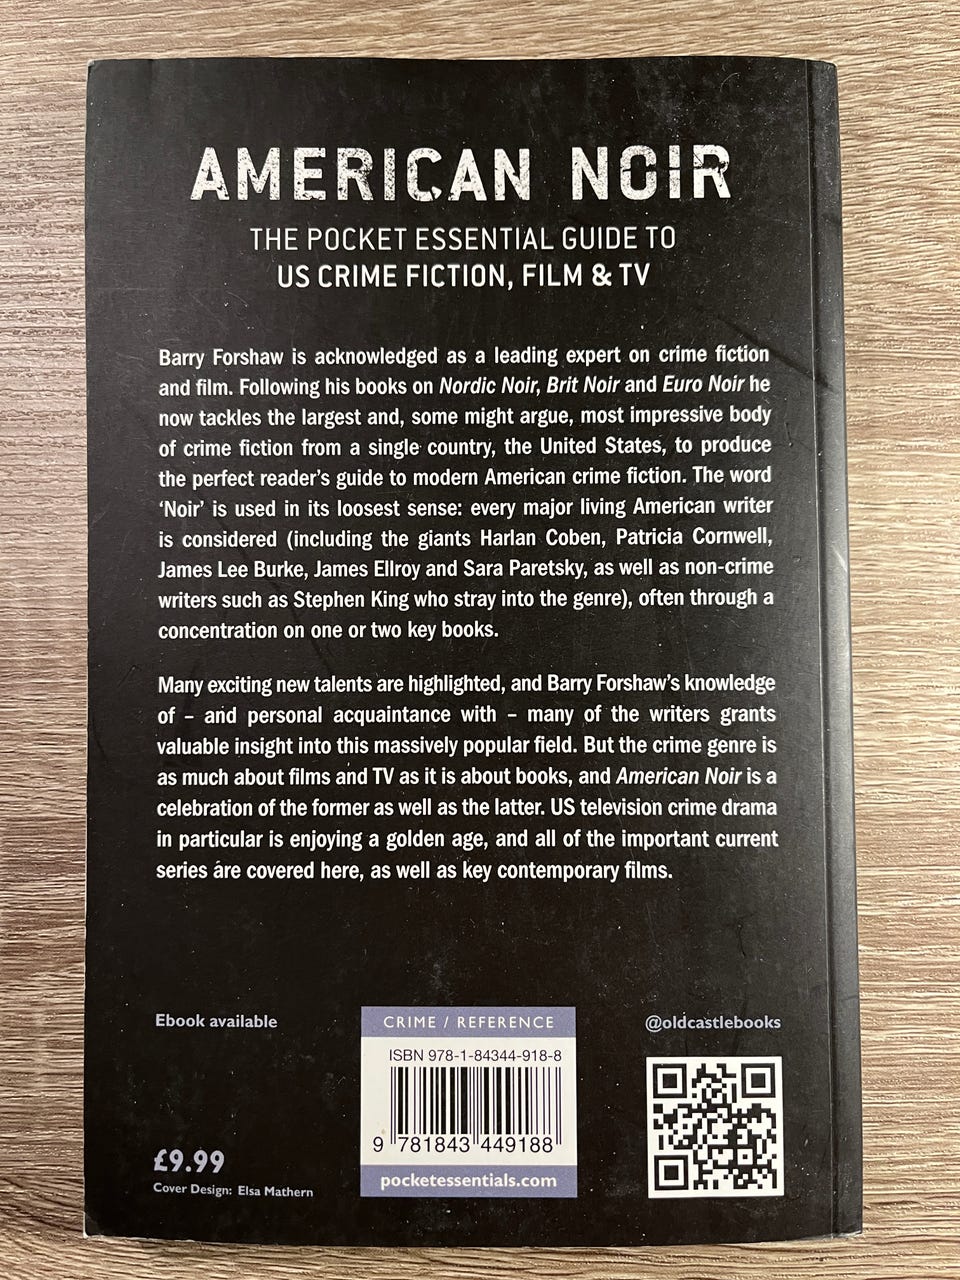 AMERICAN NOIR
THE POCKET ESSENTIAL GUIDE TO
US CRIME FICTION, FILM & TV
Barry Forshaw is acknowledged as a leading expert on crime fiction
and film. Following his books on Nordic Noir, Brit Noir and Euro Noir he
now tackles the largest and, some might argue, most impressive body
of crime fiction from a single country, the United States, to produce
the perfect reader’s guide to modern American crime fiction. The word
‘Noir’ is used in its loosest sense: every major living American writer
is considered (including the giants Harlan Coben, Patricia Cornwell,
James Lee Burke, James Ellroy and Sara Paretsky, as well as non-crime
writers such as Stephen King who stray into the genre), often through a
concentration on one or two key books.
Many exciting new talents are highlighted, and Barry Forshaw’s knowledge
of – and personal acquaintance with – many of the writers grants
valuable insight into this massively popular field. But the crime genre is
as much about films and TV as it is about books, and American Noir is a
celebration of the former as well as the latter. US television crime drama
in particular is enjoying a golden age, and all of the important current
series are covered here, as well as key contemporary films.
Ebook available
CRIME / REFERENCE
@oldcastlebooks
ISBN 978-1-84344-918-8
9 781843 449188
£9.99
pocketessentials.com
Cover Design: Elsa Mathern